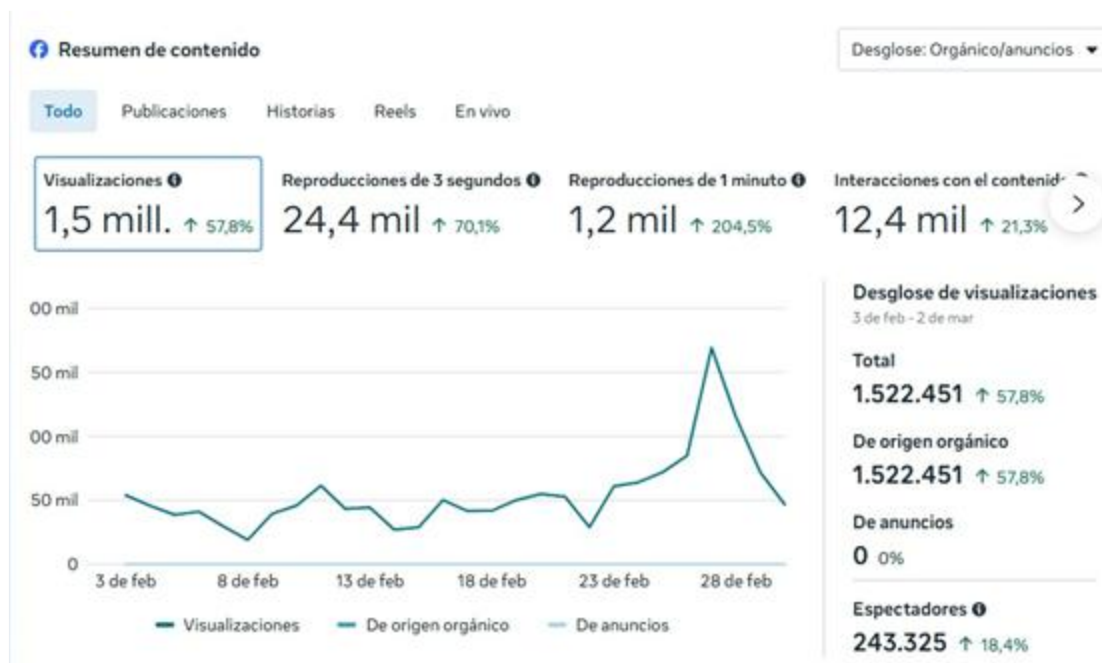 Resumen de contenido
Desglose: Orgánico/anuncios
Todo Publicaciones Historias Reels En vivo
Visualizaciones Reproducciones de 3 segundos Reproducciones de 1 minuto Interacciones con el
1,5 mill. ↑ 57,8% 24,4 mil ↑ 70,1% 1,2 mil ↑ 204,5% 12,4 mil ↑ 21,3%
00 mil
50 mil
00 mil
50 mil
0
3 de feb 8 de feb 13 de feb 18 de feb 23 de feb 28 de feb
Visualizaciones De origen orgánico De anuncios
Desglose de visualizaciones
3 de feb - 2 de mar
Total
1.522.451 ↑ 57,8%
De origen orgánico
1.522.451 ↑ 57,8%
De anuncios
0 0%
Espectadores
243.325 ↑ 18,4%